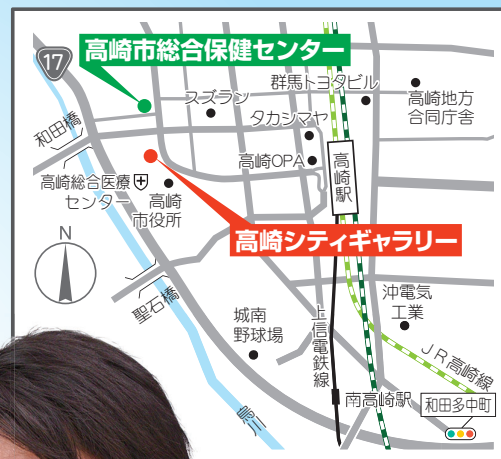 17
高崎市総合保健センター
群馬トヨタビル
スズラン
高崎地方
合同庁舎
タカシマヤ
和田橋
高崎OPA
高崎駅
高崎総合医療
センター
高崎
市役所
高崎シティギャラリー
N
聖石橋
城南
野球場
上信電鉄線
沖電気
工業
JR高崎線
南高崎駅
和田多中町
烏川